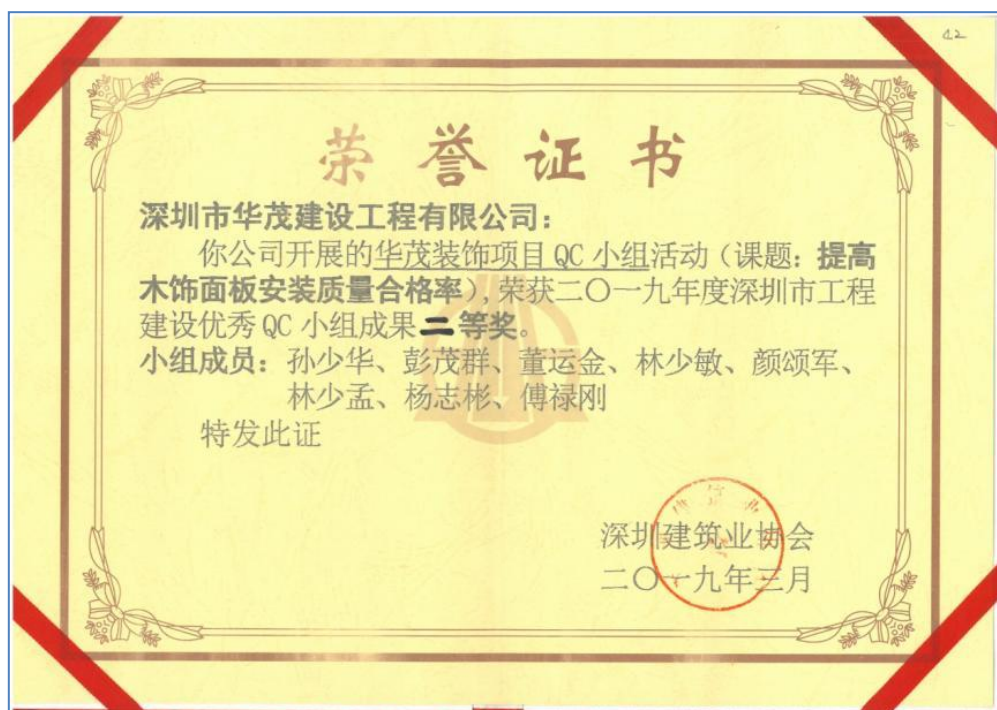 荣誉证书
深圳市华茂建设工程有限公司：
你公司开展的华茂装饰项目QC小组活动（课题：提高
木饰面板安装质量合格率），荣获二〇一九年度深圳市工程
建设优秀QC小组成果二等奖。
小组成员：孙少华、彭茂群、董运金、林少敏、颜颂军、
林少孟、杨志彬、傅禄刚
特发此证
深圳建筑业协会
二〇一九年三月